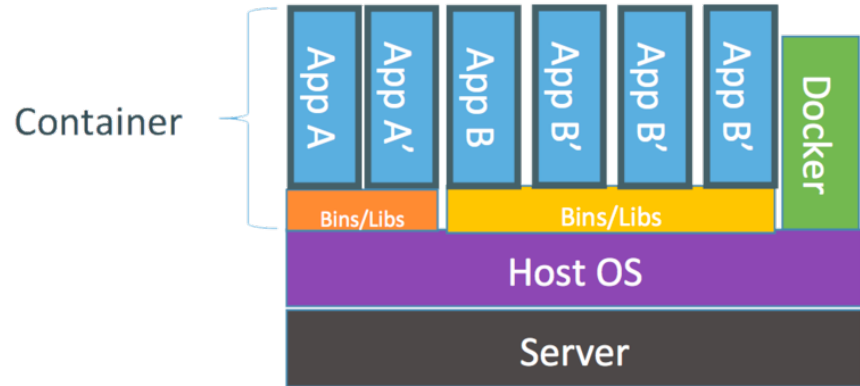 Container
App A
App A’
App B
App B’
App B’
App B’
Docker
Bins/Libs
Bins/Libs
Host OS
Server